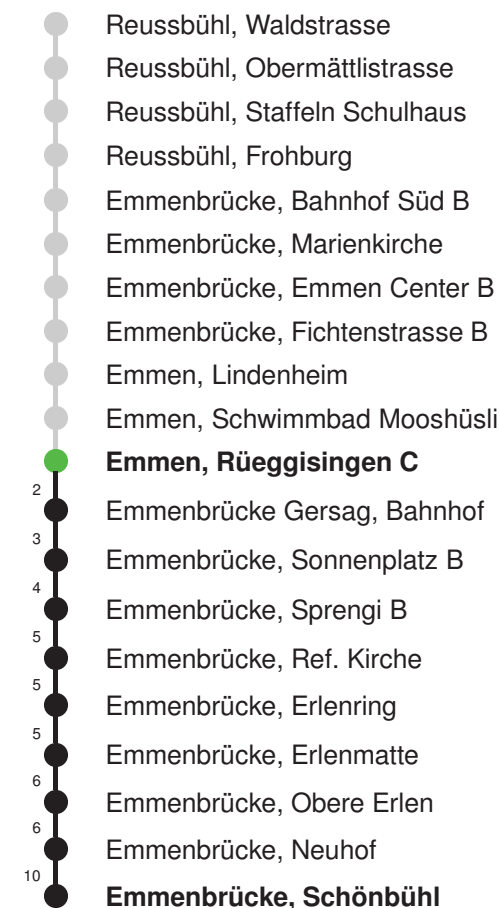 Reussbühl, Waldstrasse
Reussbühl, Obermättlistrasse
Reussbühl, Staffeln Schulhaus
Reussbühl, Frohburg
Emmenbrücke, Bahnhof Süd B
Emmenbrücke, Marienkirche
Emmenbrücke, Emmen Center B
Emmenbrücke, Fichtenstrasse B
Emmen, Lindenheim
Emmen, Schwimmbad Mooshüsli
Emmen, Rüeggisingen C
2 Emmenbrücke Gersag, Bahnhof
3 Emmenbrücke, Sonnenplatz B
4 Emmenbrücke, Sprengi B
5 Emmenbrücke, Ref. Kirche
5 Emmenbrücke, Erlenring
5 Emmenbrücke, Erlenmatte
6 Emmenbrücke, Obere Erlen
6 Emmenbrücke, Neuhof
10 Emmenbrücke, Schönbühl